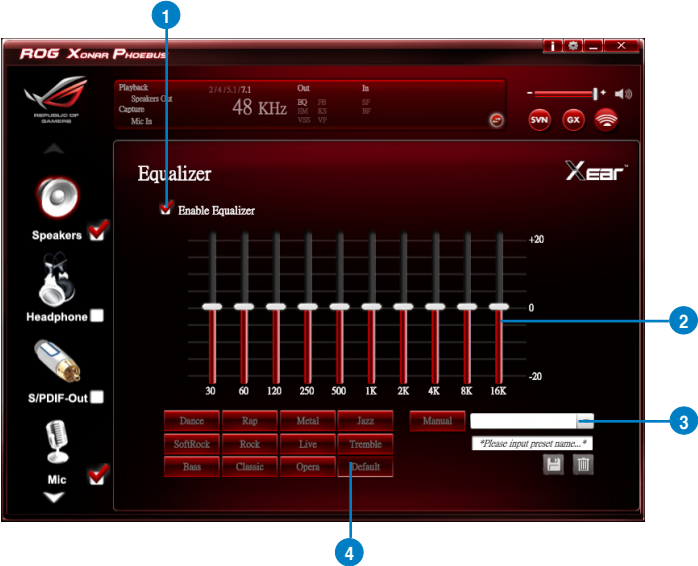 1
ROG XONAR PHOEBUS
REPUBLIC OF
GAMERS
Playback 2/4/5.1/7.1 Out In
Speakers Out EQ FB SF
Capture 48 KHz EM KS BF
Mic In VSS VF
- +
SVN GX
Equalizer Xear™
Enable Equalizer
Speakers
Headphone
S/PDIF-Out
Mic
+20
0
-20
2
30 60 120 250 500 1K 2K 4K 8K 16K
Dance Rap Metal Jazz Manual
3
SoftRock Rock Live Tremble *Please input preset name...*
Bass Classic Opera Default
4